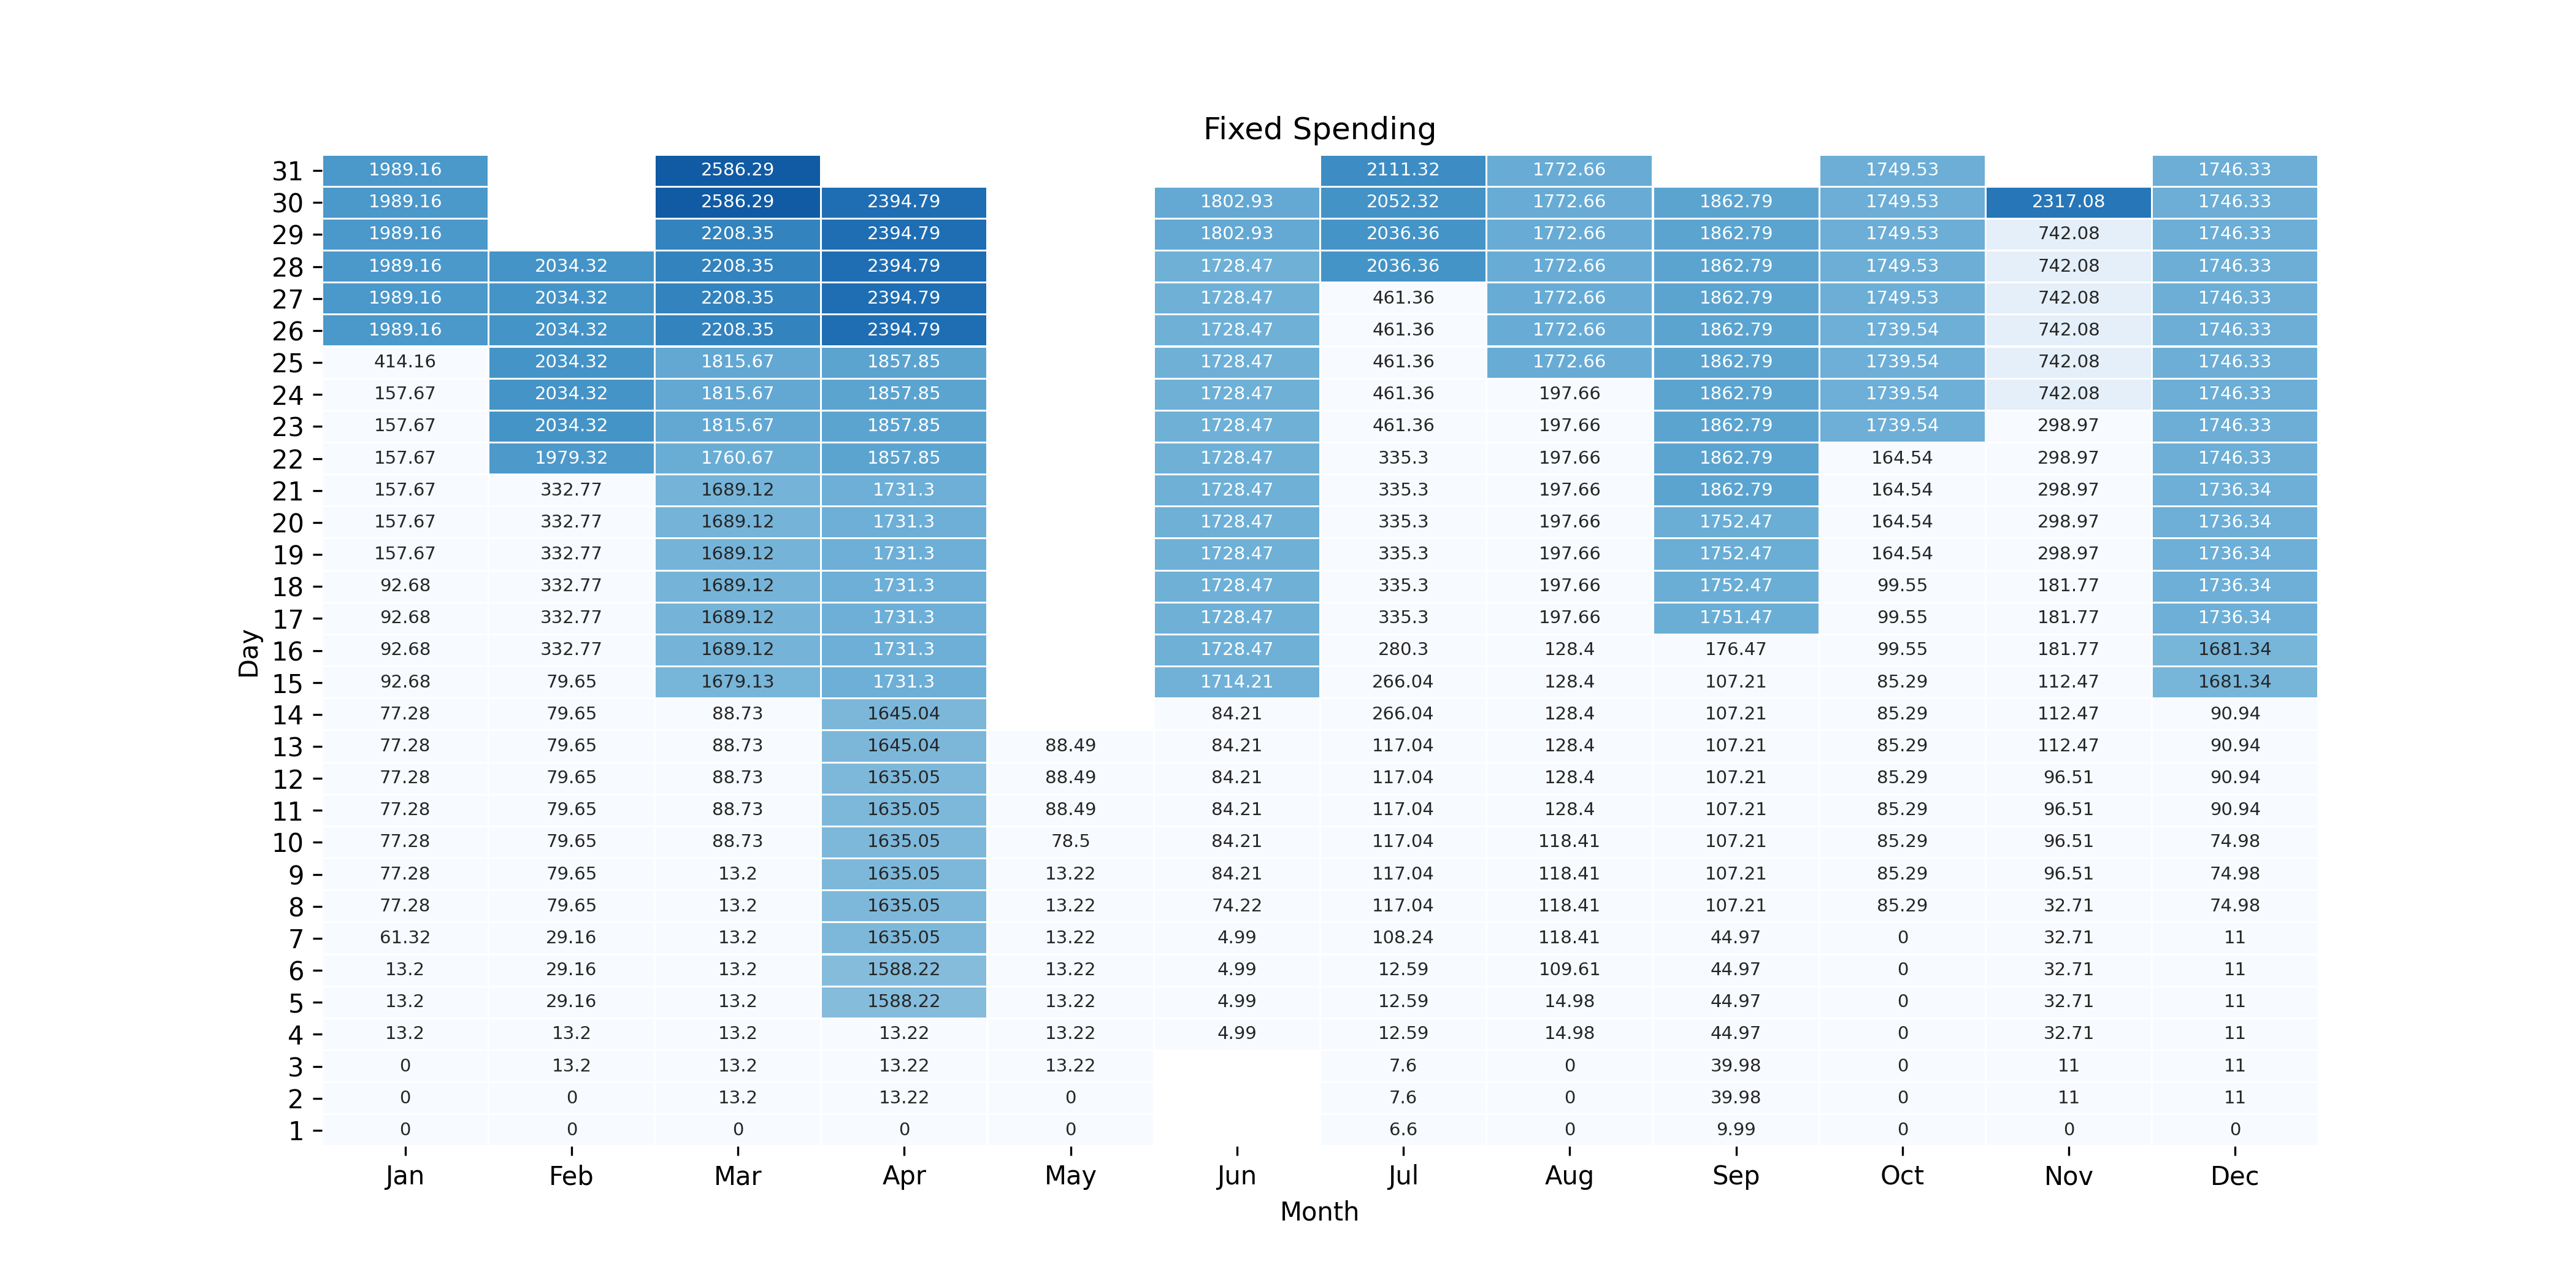 Fixed Spending
31 1989.16 2586.29 2111.32 1772.66 1749.53 1746.33
30 1989.16 2586.29 2394.79 1802.93 2052.32 1772.66 1862.79 1749.53 2317.08 1746.33
29 1989.16 2208.35 2394.79 1802.93 2036.36 1772.66 1862.79 1749.53 742.08 1746.33
28 1989.16 2034.32 2208.35 2394.79 1728.47 2036.36 1772.66 1862.79 1749.53 742.08 1746.33
27 1989.16 2034.32 2208.35 2394.79 1728.47 461.36 1772.66 1862.79 1749.53 742.08 1746.33
26 1989.16 2034.32 2208.35 2394.79 1728.47 461.36 1772.66 1862.79 1739.54 742.08 1746.33
25 414.16 2034.32 1815.67 1857.85 1728.47 461.36 1772.66 1862.79 1739.54 742.08 1746.33
24 157.67 2034.32 1815.67 1857.85 1728.47 461.36 197.66 1862.79 1739.54 742.08 1746.33
23 157.67 2034.32 1815.67 1857.85 1728.47 461.36 197.66 1862.79 1739.54 298.97 1746.33
22 157.67 1979.32 1760.67 1857.85 1728.47 335.3 197.66 1862.79 164.54 298.97 1746.33
21 157.67 332.77 1689.12 1731.3 1728.47 335.3 197.66 1862.79 164.54 298.97 1736.34
20 157.67 332.77 1689.12 1731.3 1728.47 335.3 197.66 1752.47 164.54 298.97 1736.34
19 157.67 332.77 1689.12 1731.3 1728.47 335.3 197.66 1752.47 164.54 298.97 1736.34
18 92.68 332.77 1689.12 1731.3 1728.47 335.3 197.66 1752.47 99.55 181.77 1736.34
17 92.68 332.77 1689.12 1731.3 1728.47 335.3 197.66 1751.47 99.55 181.77 1736.34
16 92.68 332.77 1689.12 1731.3 1728.47 280.3 128.4 176.47 99.55 181.77 1681.34
15 92.68 79.65 1679.13 1731.3 1714.21 266.04 128.4 107.21 85.29 112.47 1681.34
14 77.28 79.65 88.73 1645.04 84.21 266.04 128.4 107.21 85.29 112.47 90.94
13 77.28 79.65 88.73 1645.04 88.49 84.21 117.04 128.4 107.21 85.29 112.47 90.94
12 77.28 79.65 88.73 1635.05 88.49 84.21 117.04 128.4 107.21 85.29 96.51 90.94
11 77.28 79.65 88.73 1635.05 88.49 84.21 117.04 128.4 107.21 85.29 96.51 90.94
10 77.28 79.65 88.73 1635.05 78.5 84.21 117.04 118.41 107.21 85.29 96.51 74.98
9 77.28 79.65 13.2 1635.05 13.22 84.21 117.04 118.41 107.21 85.29 96.51 74.98
8 77.28 79.65 13.2 1635.05 13.22 74.22 117.04 118.41 107.21 85.29 32.71 74.98
7 61.32 29.16 13.2 1635.05 13.22 4.99 108.24 118.41 44.97 0 32.71 11
6 13.2 29.16 13.2 1588.22 13.22 4.99 12.59 109.61 44.97 0 32.71 11
5 13.2 29.16 13.2 1588.22 13.22 4.99 12.59 14.98 44.97 0 32.71 11
4 13.2 13.2 13.2 13.22 13.22 4.99 12.59 14.98 44.97 0 32.71 11
3 0 13.2 13.2 13.22 13.22 7.6 0 39.98 0 11 11
2 0 0 13.2 13.22 0 7.6 0 39.98 0 11 11
1 0 0 0 0 0 6.6 0 9.99 0 0 0
Jan Feb Mar Apr May Jun Jul Aug Sep Oct Nov Dec
Month
Day